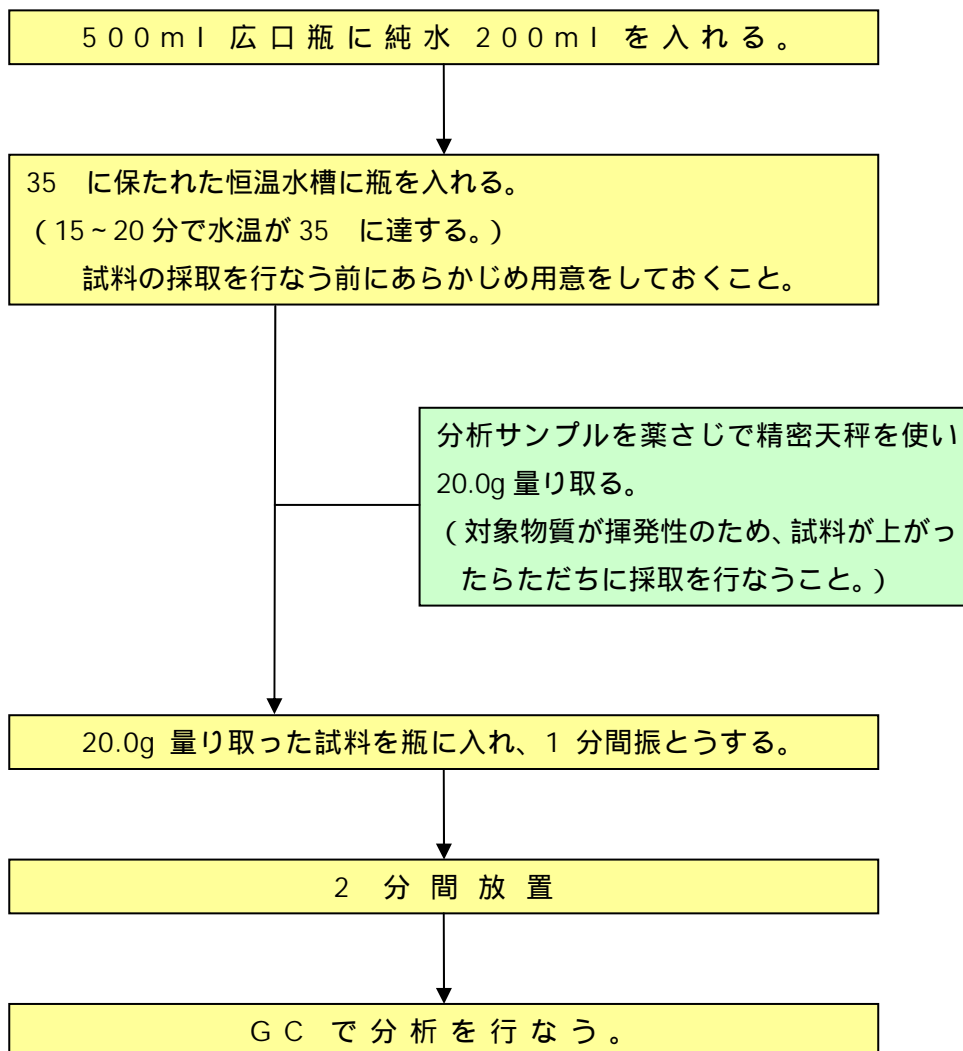 500ml 広口瓶に純水 200ml を入れる。
35 に保たれた恒温水槽に瓶を入れる。
(15~20分で水温が 35 に達する。)
試料の採取を行なう前にあらかじめ用意をしておくこと。
分析サンプルを薬さじで精密天秤を使い
20.0g 量り取る。
(対象物質が揮発性のため、試料が上がっ
たらただちに採取を行なうこと。)
20.0g 量り取った試料を瓶に入れ、1 分間振とうする。
2 分間放置
GC で分析を行なう。